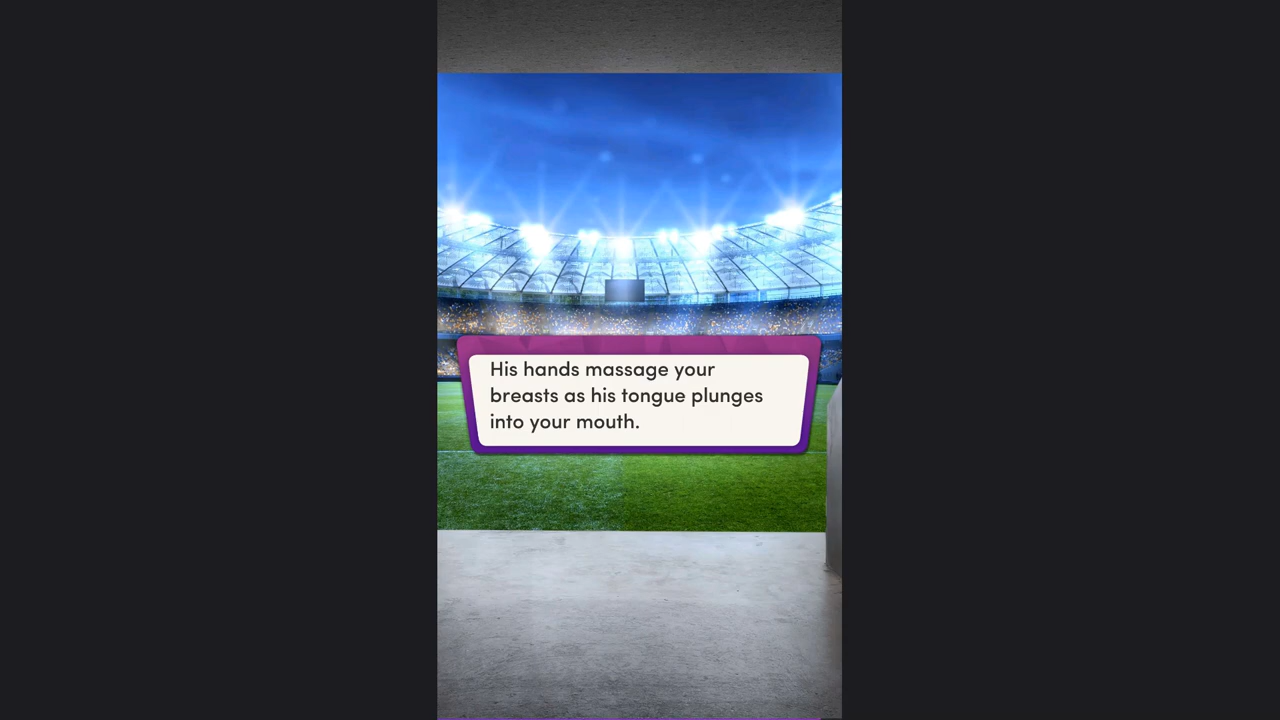 His hands massage your
breasts as his tongue plunges
into your mouth.